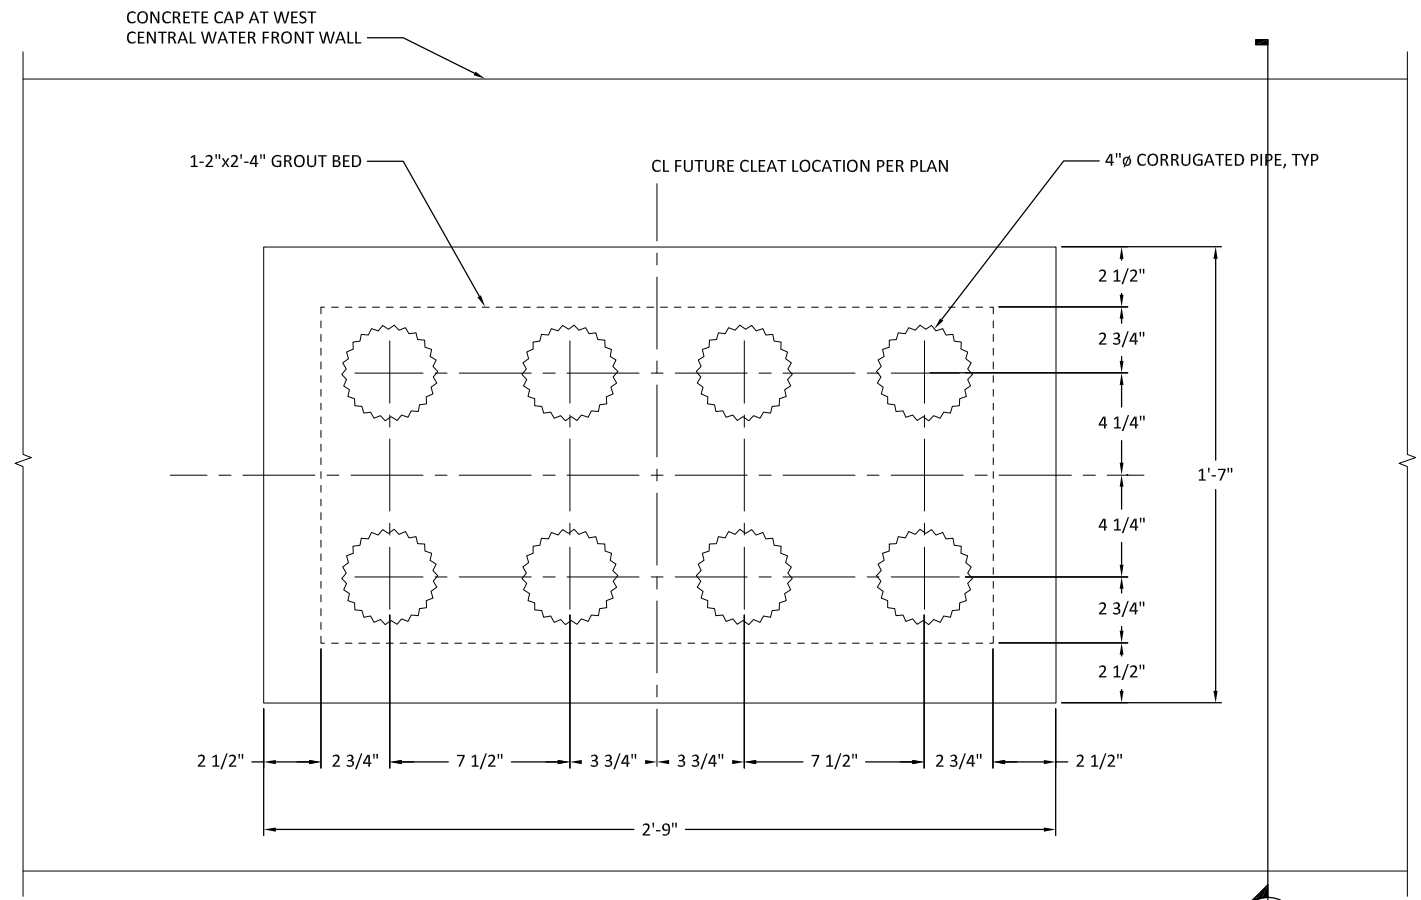 CONCRETE CAP AT WEST
CENTRAL WATER FRONT WALL
1-2"x2'-4" GROUT BED
CL FUTURE CLEAT LOCATION PER PLAN
4"ø CORRUGATED PIPE, TYP
2 1/2"
2 3/4"
4 1/4"
1'-7"
4 1/4"
2 3/4"
2 1/2"
2 1/2" 2 3/4" 7 1/2" 3 3/4" 3 3/4" 7 1/2" 2 3/4" 2 1/2"
2'-9"